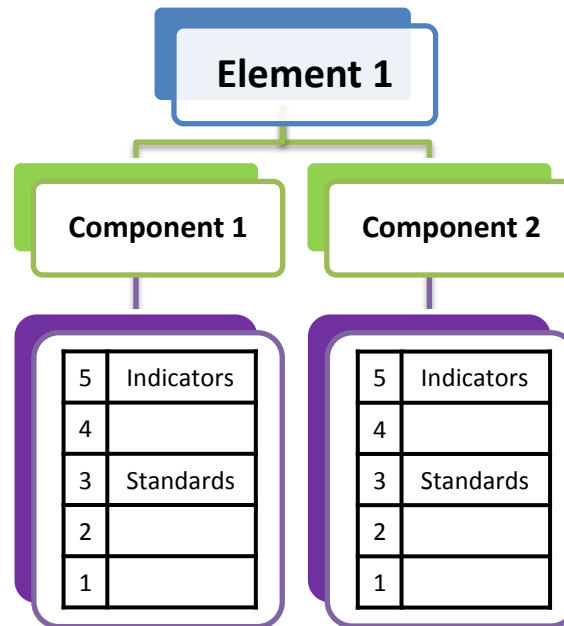 Element 1
Component 1
Component 2
5 Indicators
4
3 Standards
2
1
5 Indicators
4
3 Standards
2
1